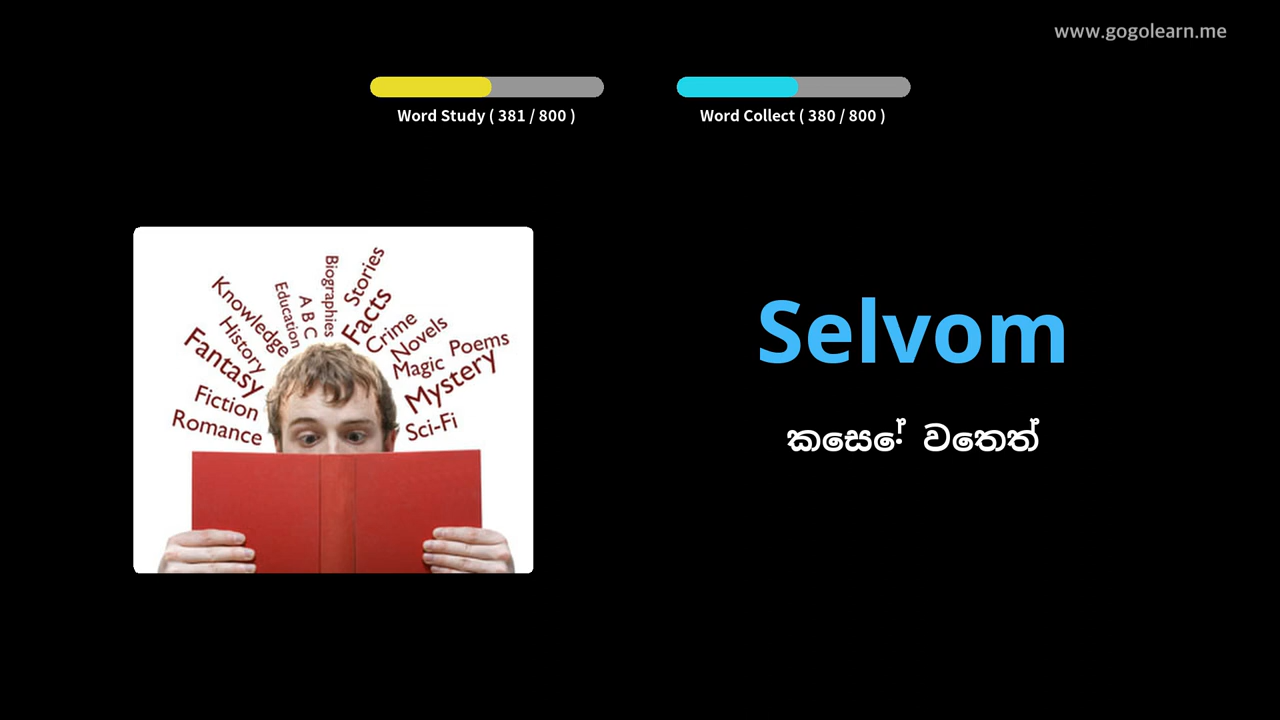 www.gogolearn.me
Word Study ( 381 / 800 )
Word Collect ( 380 / 800 )
Biographies
Stories
Education
A B C
Facts
Knowledge
Crime
History
Novels
Fantasy
Magic
Poems
Mystery
Fiction
Romance
Sci-Fi
Selvom
කෙසේ වෙතත්